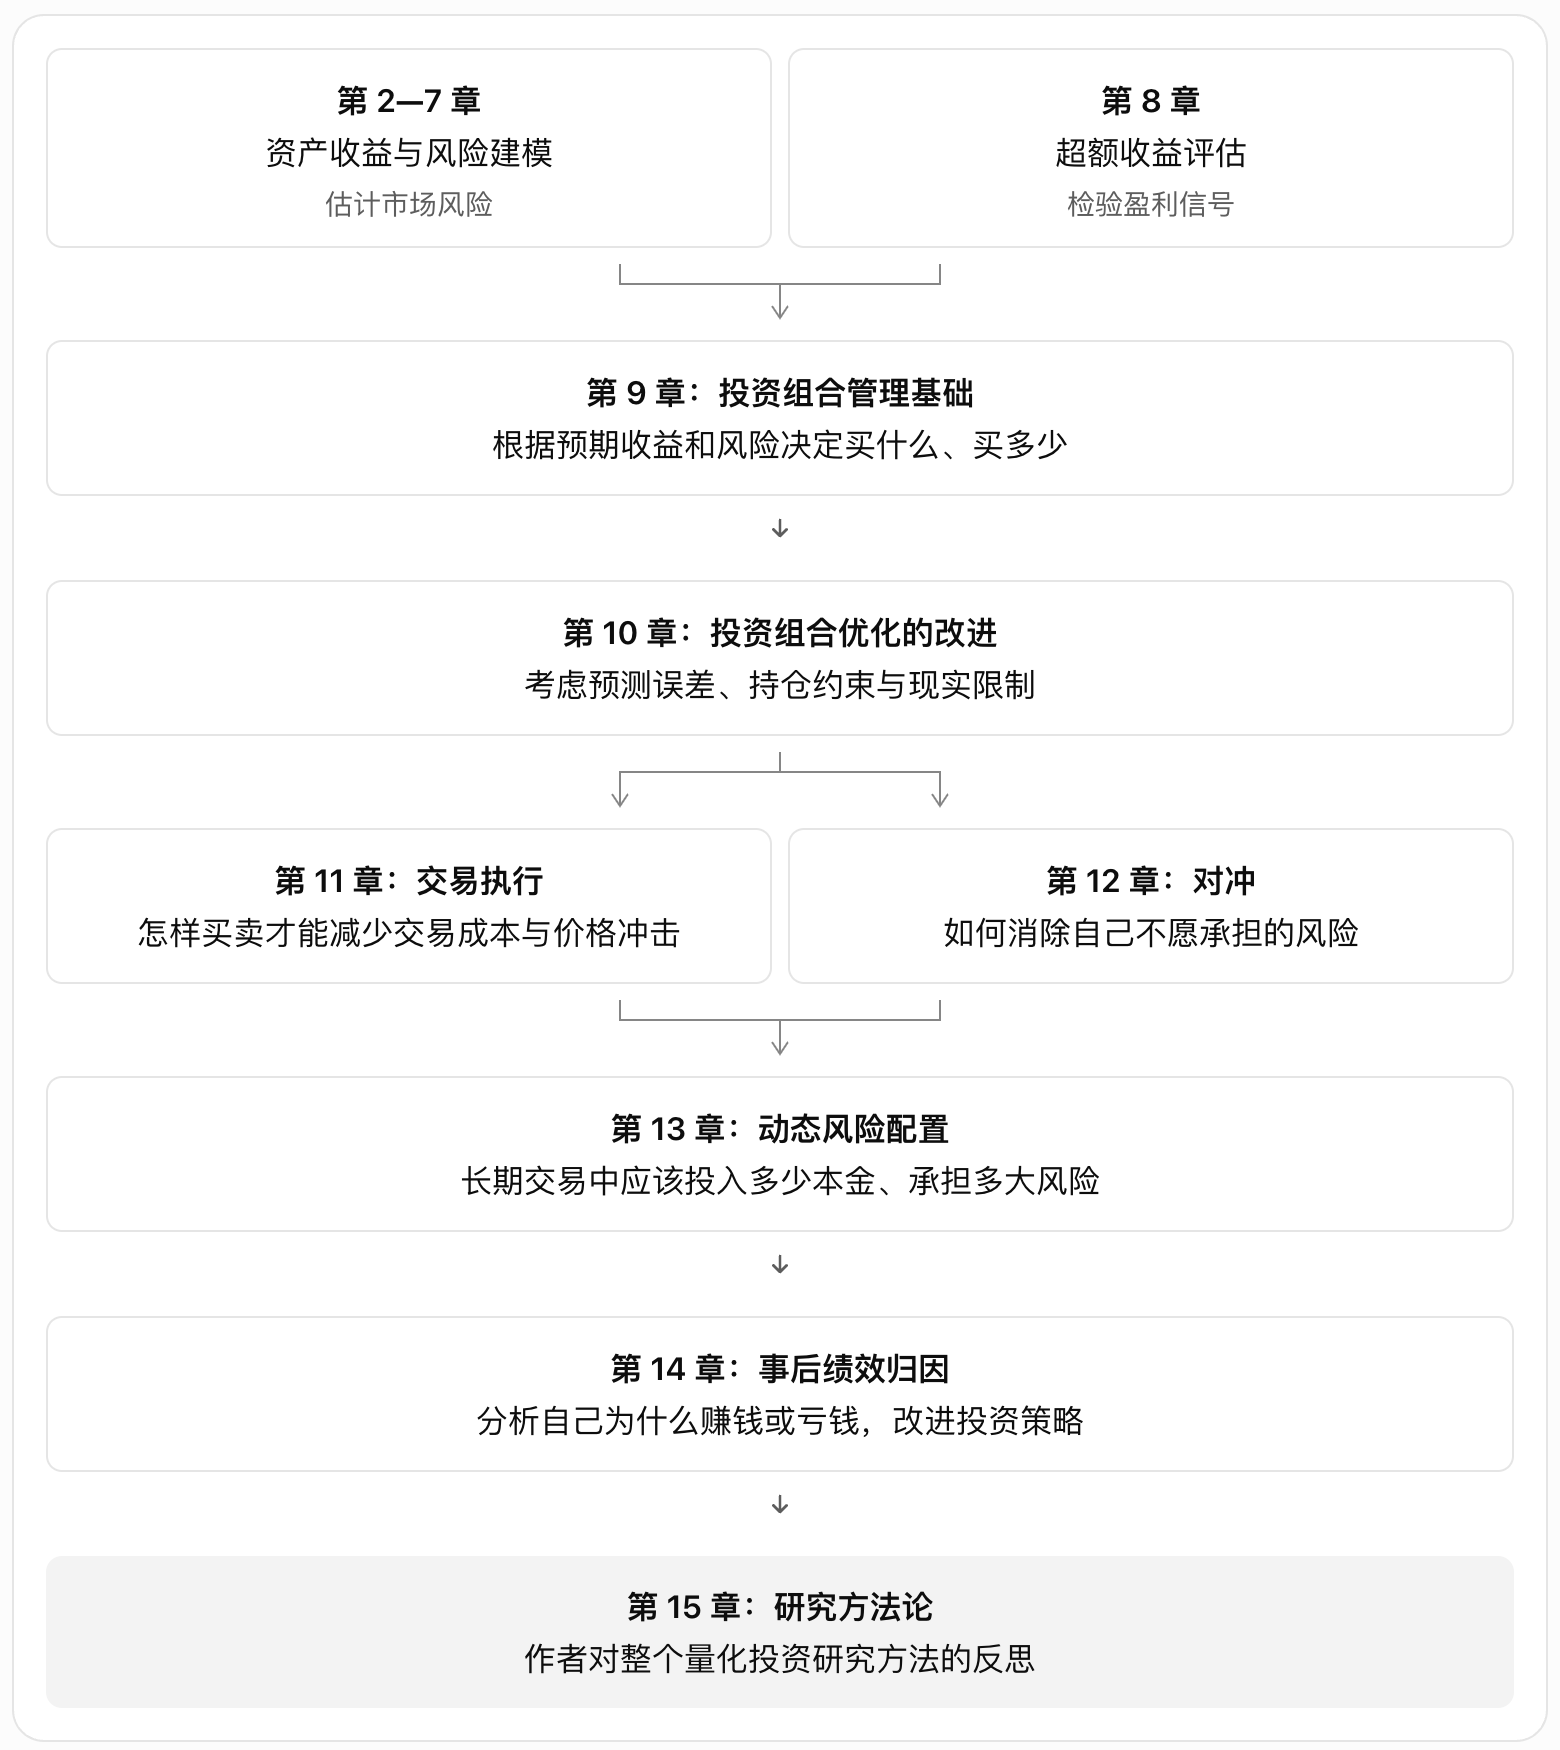 第 2—7 章
资产收益与风险建模
估计市场风险
第 8 章
超额收益评估
检验盈利信号
第 9 章：投资组合管理基础
根据预期收益和风险决定买什么、买多少
第 10 章：投资组合优化的改进
考虑预测误差、持仓约束与现实限制
第 11 章：交易执行
怎样买卖才能减少交易成本与价格冲击
第 12 章：对冲
如何消除自己不愿承担的风险
第 13 章：动态风险配置
长期交易中应该投入多少本金、承担多大风险
第 14 章：事后绩效归因
分析自己为什么赚钱或亏钱，改进投资策略
第 15 章：研究方法论
作者对整个量化投资研究方法的反思